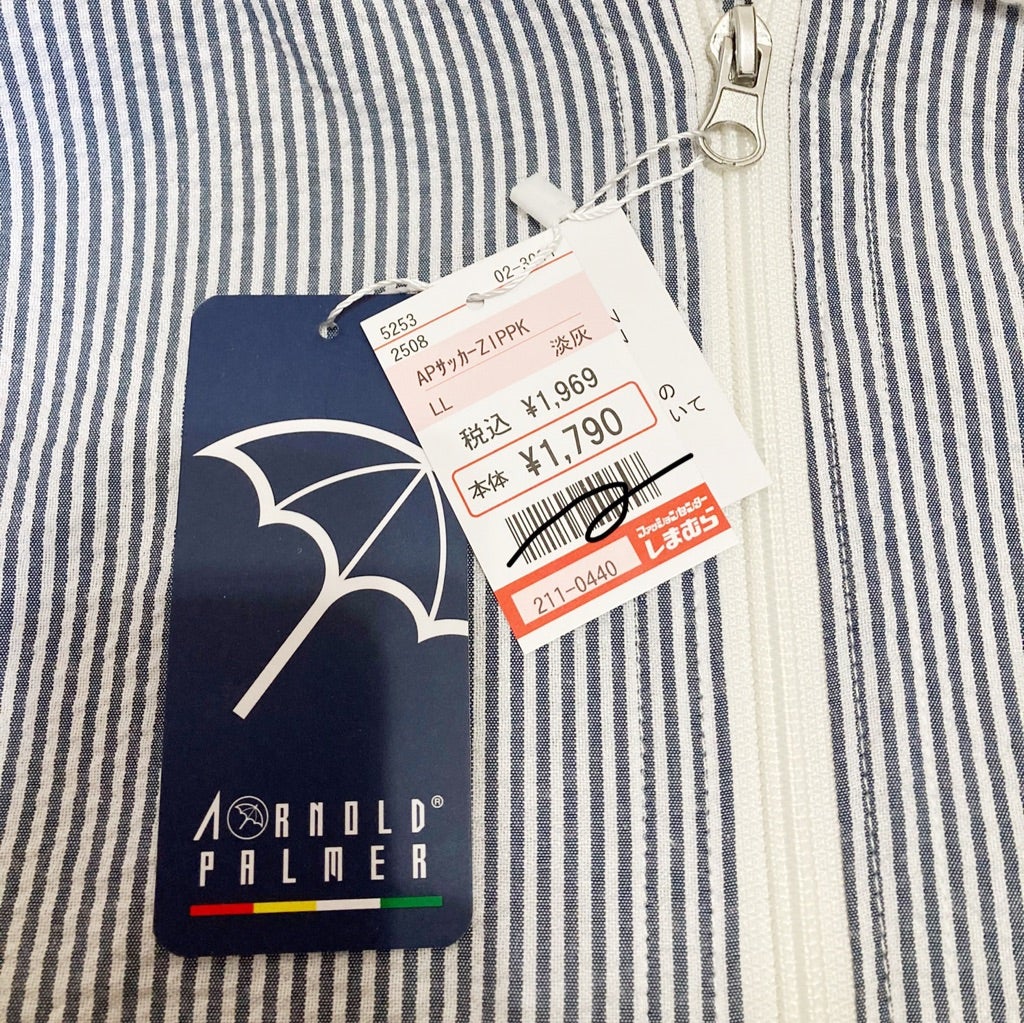 02-3
5253
2508
APサッカーZIPPK
淡灰
LL
税込 ¥1,969
本体 ¥1,790
ファッションセンター
しまむら
211-0440
の
いて
ARNOLD®
PALMER